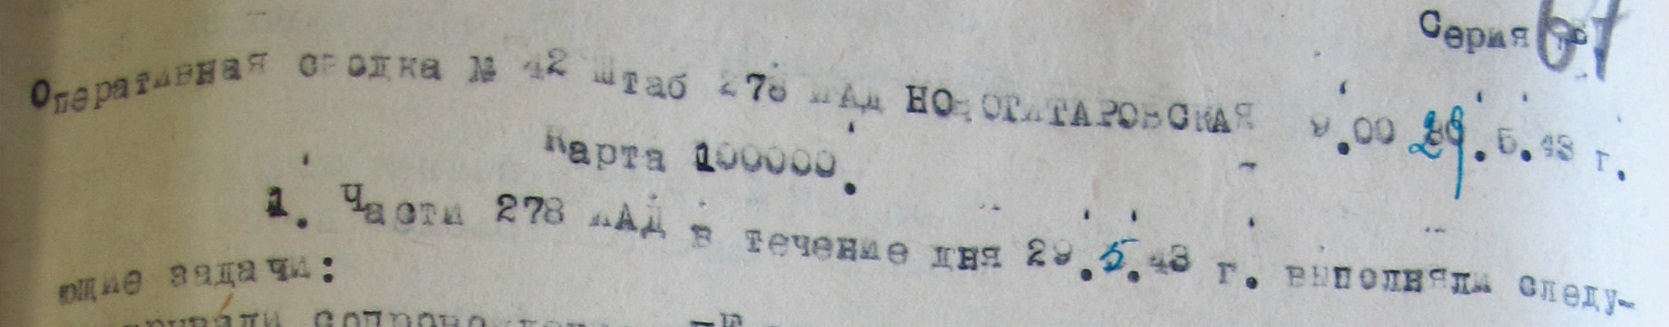 Серия
Оперативная сводка № 42 штаб 278 иАд НОВОТИТАРОВСКАЯ 9.00 29.5.43 г.
Карта 100000.
1. Части 278 иАД в течение дня 29.5.43 г. выполняли следу-
ющие задачи: